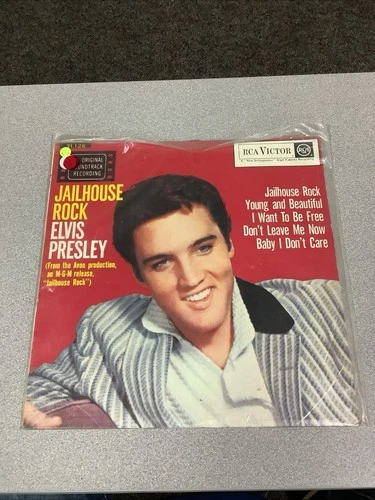 ORIGINAL
SOUNDTRACK
RECORDING
RCA VICTOR
RCA
JAILHOUSE
ROCK
ELVIS
PRESLEY
(From the Avon production,
an M-G-M release,
"Jailhouse Rock")
Jailhouse Rock
Young and Beautiful
I Want To Be Free
Don't Leave Me Now
Baby I Don't Care